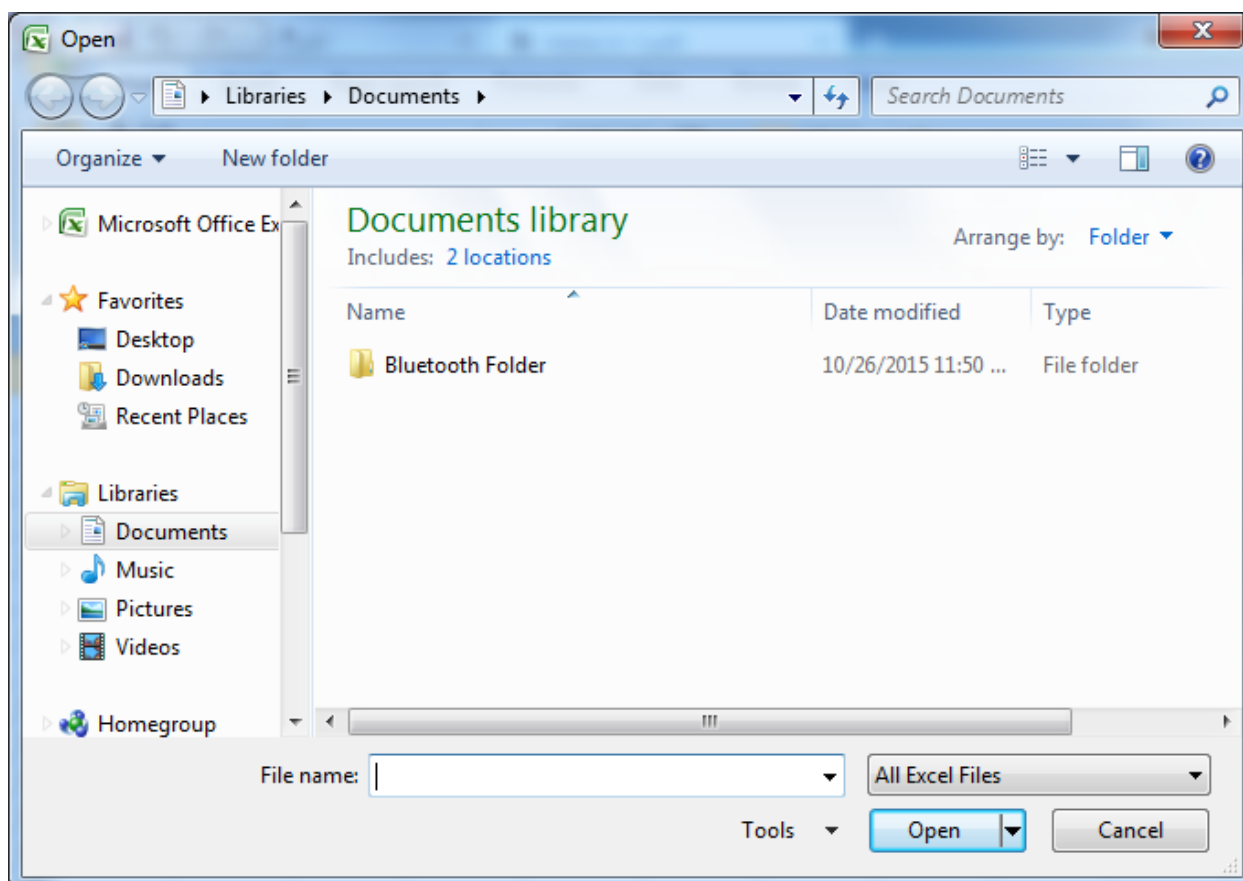 Open
Libraries Documents
Search Documents
Organize New folder
Microsoft Office Ex
Favorites
Desktop
Downloads
Recent Places
Libraries
Documents
Music
Pictures
Videos
Homegroup
Documents library
Includes: 2 locations
Arrange by: Folder
Name Date modified Type
Bluetooth Folder 10/26/2015 11:50 ... File folder
File name:
All Excel Files
Tools Open Cancel